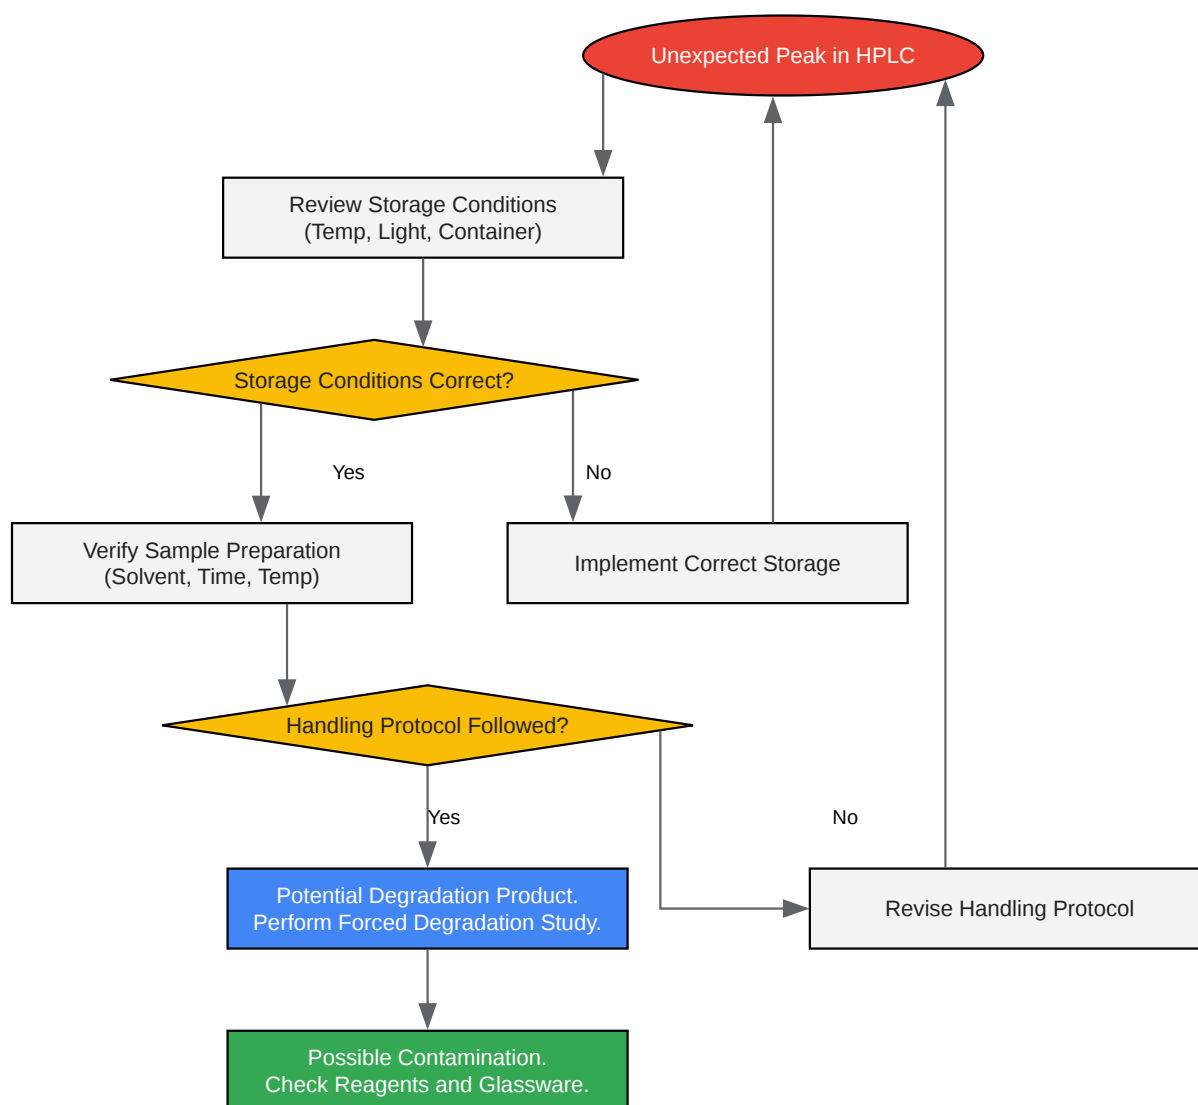 Unexpected Peak in HPLC
Review Storage Conditions
(Temp, Light, Container)
Storage Conditions Correct?
Yes
No
Verify Sample Preparation
(Solvent, Time, Temp)
Implement Correct Storage
Handling Protocol Followed?
Yes
No
Potential Degradation Product.
Perform Forced Degradation Study.
Revise Handling Protocol
Possible Contamination.
Check Reagents and Glassware.